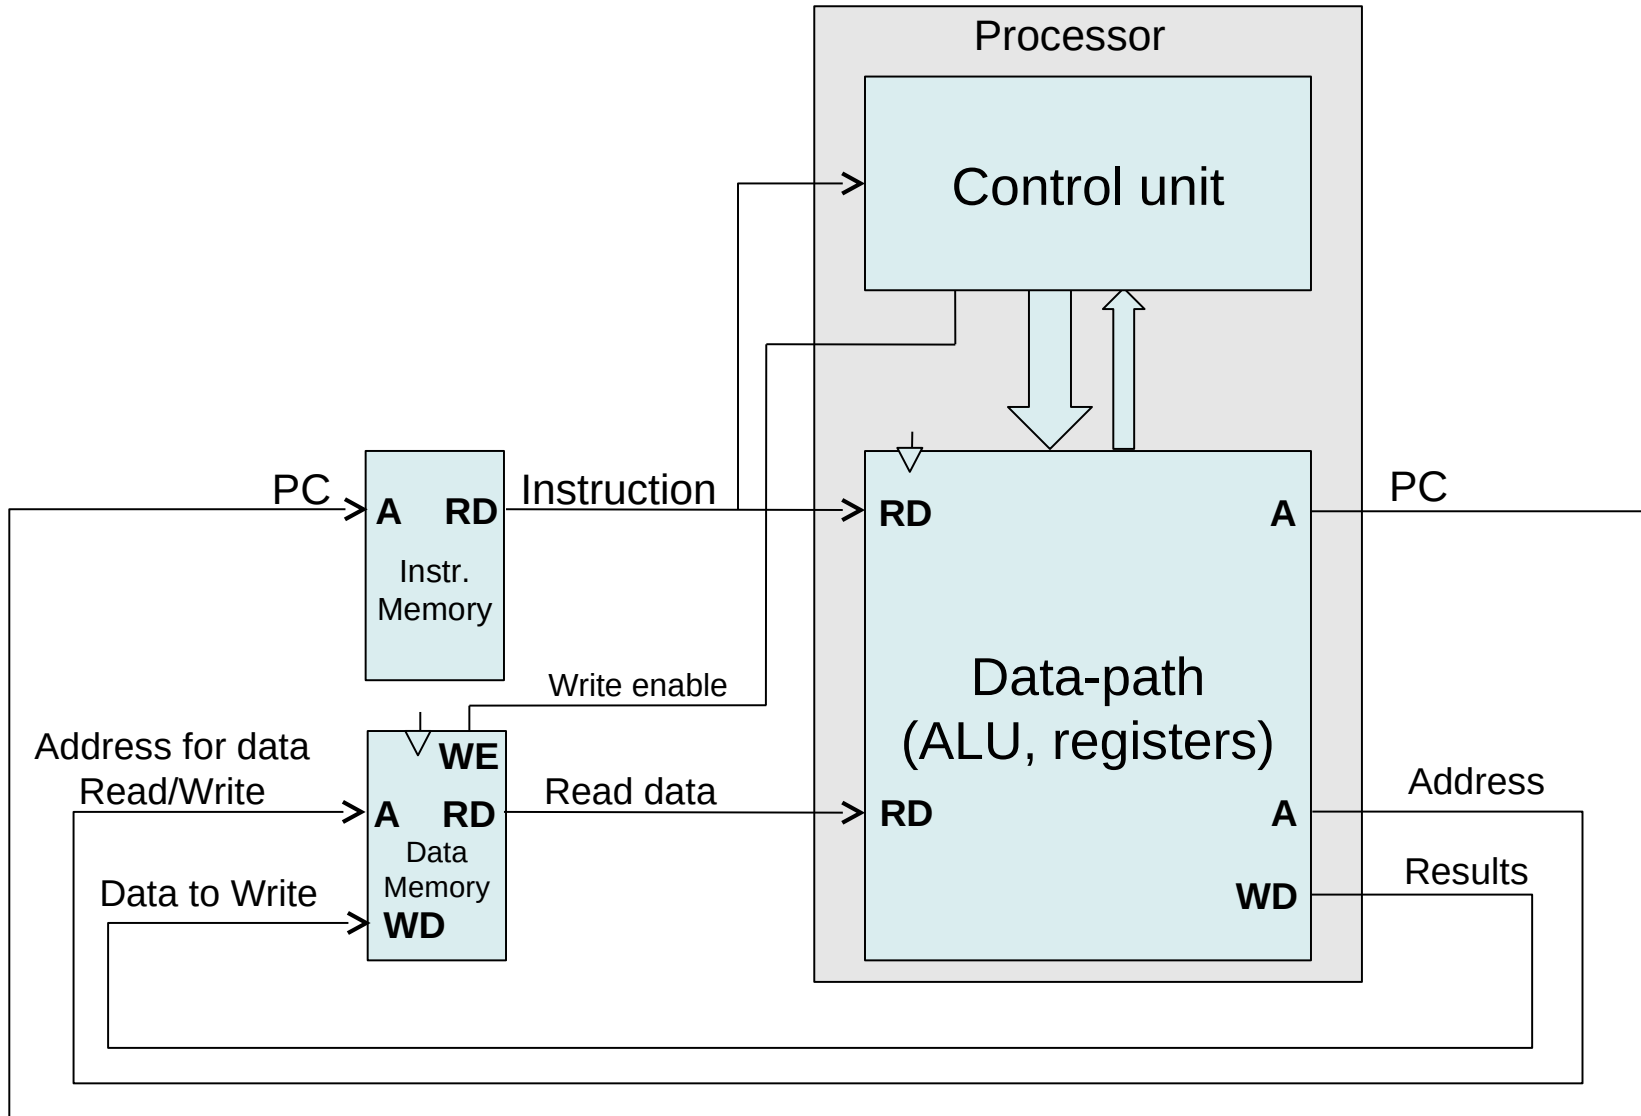 Processor
Control unit
PC
A
RD
Instr.
Memory
Instruction
RD
A
PC
Write enable
Data-path
(ALU, registers)
Address for data
Read/Write
WE
A
RD
Data
Memory
WD
Read data
RD
A
Address
Data to Write
WD
Results